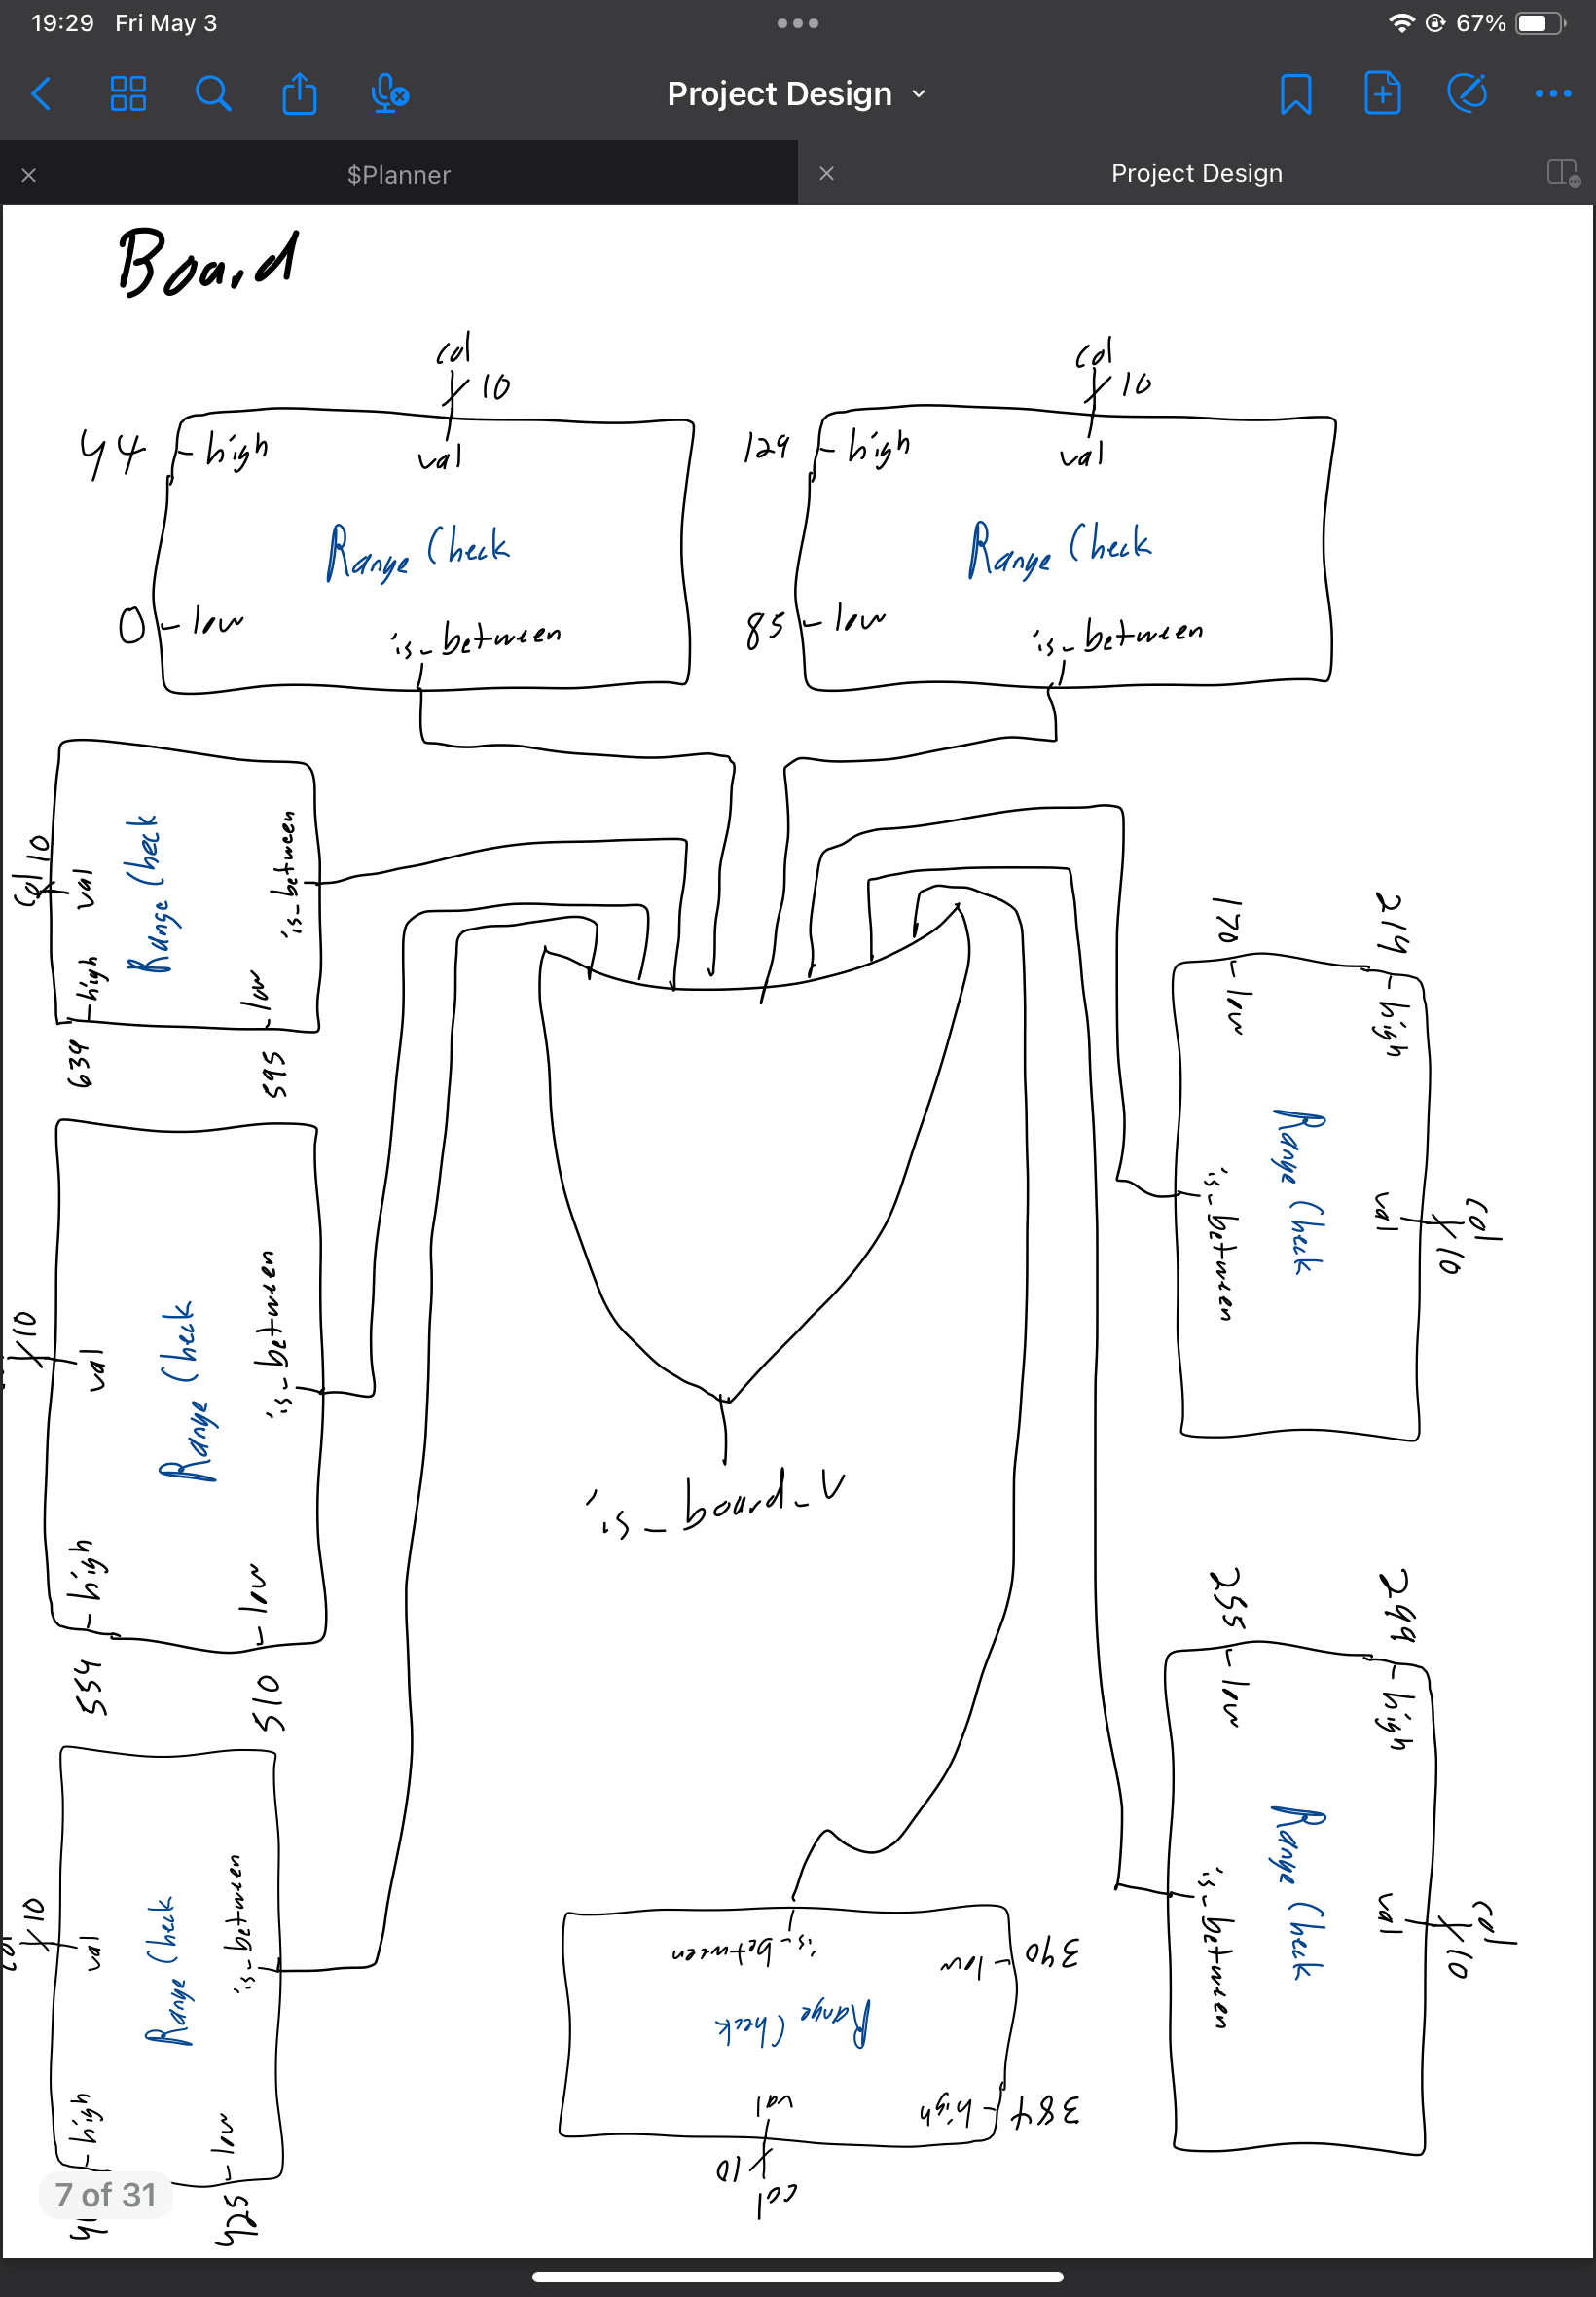 19:29 Fri May 3
67%
Project Design
$Planner
Project Design
Board
col
10
44 high
val
Range Check
0 low
is_between
col
10
129 high
val
Range Check
85 low
is_between
col 10
val
Range Check
is_between
high
low
639
595
214
170
high
low
Range Check
val
is_between
col
10
10
val
Range Check
is_between
high
low
554
510
is_board_V
299
255
high
low
Range Check
val
is_between
col
10
10
val
Range Check
is_between
high
low
425
is_between
low 340
Range Check
val
high 384
10
col
7 of 31